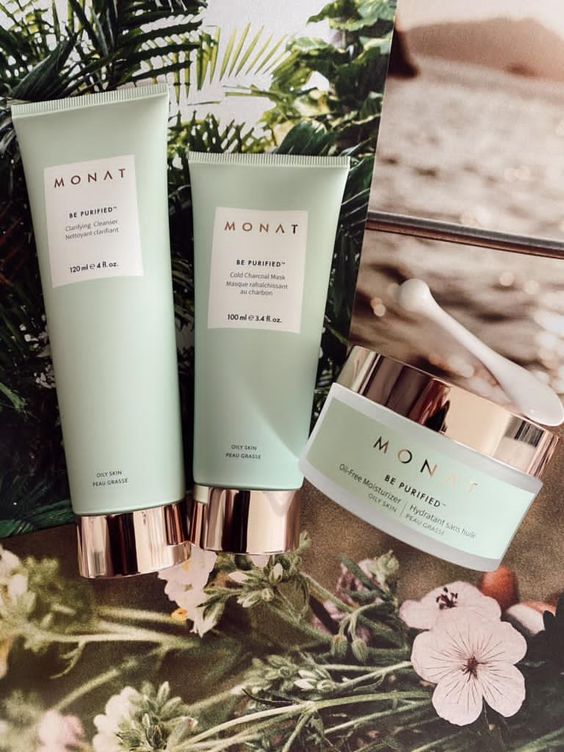 MONAT
BE PURIFIED™
Clarifying Cleanser
Nettoyant clarifiant
120 ml e 4 fl. oz.
OILY SKIN
PEAU GRASSE
MONAT
BE PURIFIED™
Cold Charcoal Mask
Masque rafraîchissant
au charbon
100 ml e 3.4 fl. oz.
OILY SKIN
PEAU GRASSE
MONAT
BE PURIFIED™
Oil-Free Moisturizer | Hydratant sans huile
OILY SKIN | PEAU GRASSE